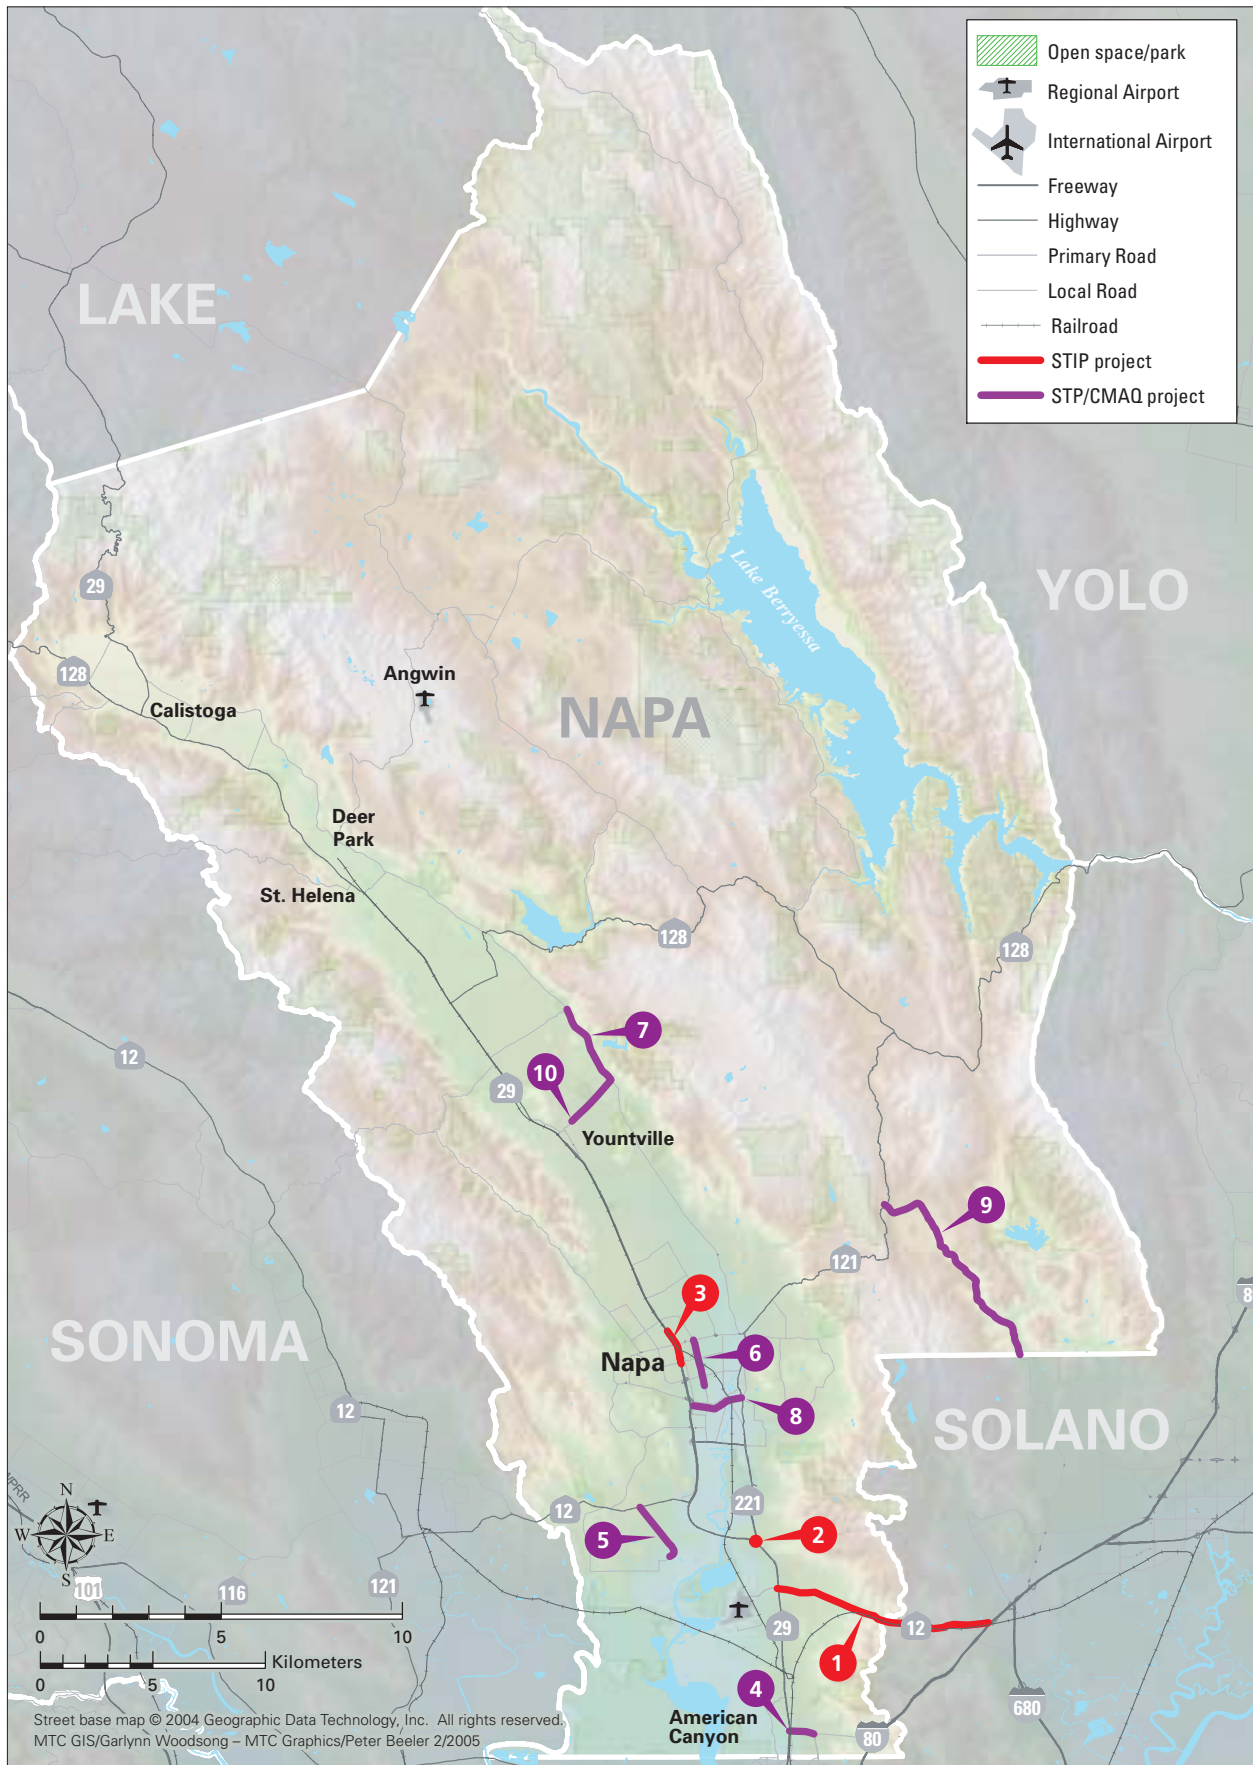 Open space/park
Regional Airport
International Airport
Freeway
Highway
Primary Road
Local Road
Railroad
STIP project
STP/CMAQ project
LAKE
YOLO
Lake Berryessa
29
128
Angwin
NAPA
Calistoga
Deer
Park
St. Helena
128
128
12
7
10
29
Yountville
9
121
8
3
SONOMA
Napa
6
12
8
SOLANO
N
W E
S
12
221
5
2
101
116
121
29
12
1
0 5 10
Kilometers
0 5 10
4
680
American
Canyon
80
Street base map © 2004 Geographic Data Technology, Inc. All rights reserved.
MTC GIS/Garlynn Woodsong – MTC Graphics/Peter Beeler 2/2005